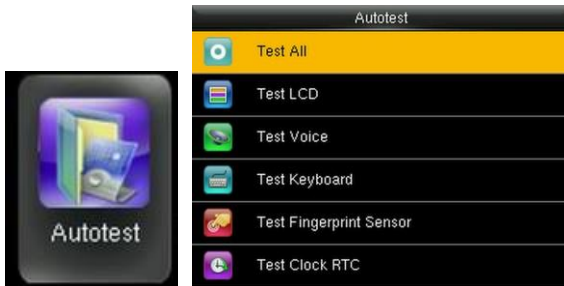 Autotest
Autotest
Test All
Test LCD
Test Voice
Test Keyboard
Test Fingerprint Sensor
Test Clock RTC